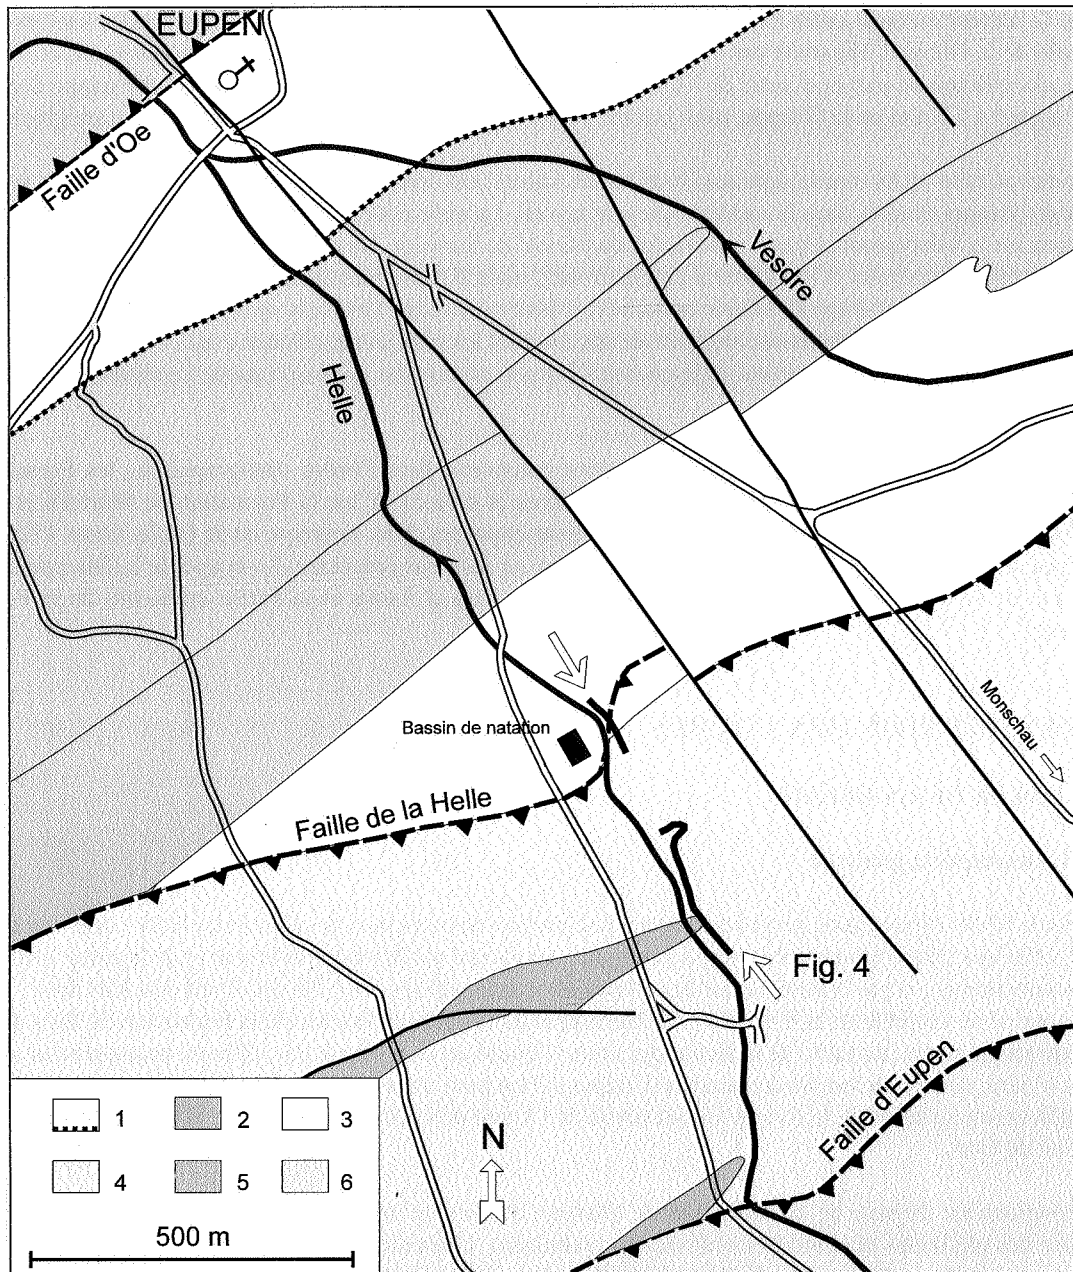 EUPEN
Faille d'Oe
Vesdre
Helle
Monschau
Bassin de natation
Faille de la Helle
Fig. 4
Faille d'Eupen
N
1
2
3
4
5
6
500 m